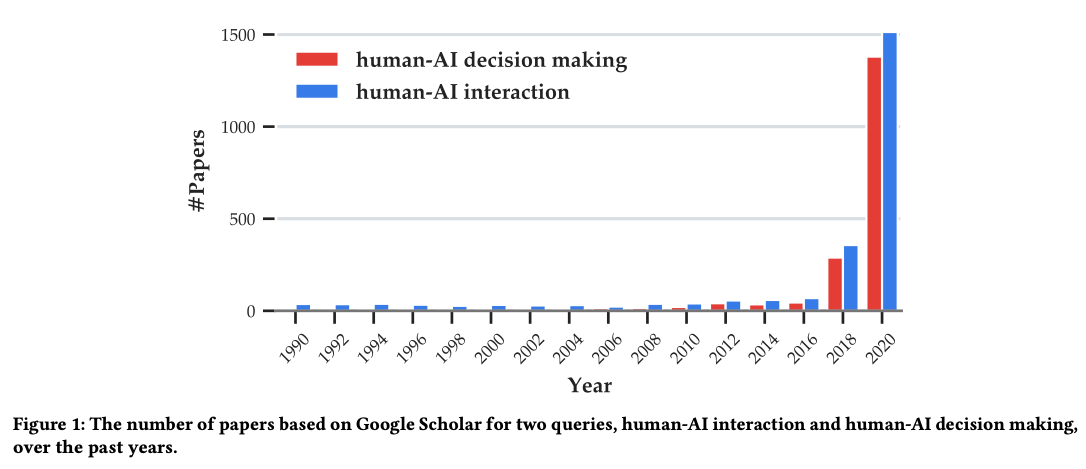 1500
human-AI decision making
human-AI interaction
1000
#Papers
500
0
1990 1992 1994 1996 1998 2000 2002 2004 2006 2008 2010 2012 2014 2016 2018 2020
Year
Figure 1: The number of papers based on Google Scholar for two queries, human-AI interaction and human-AI decision making,
over the past years.